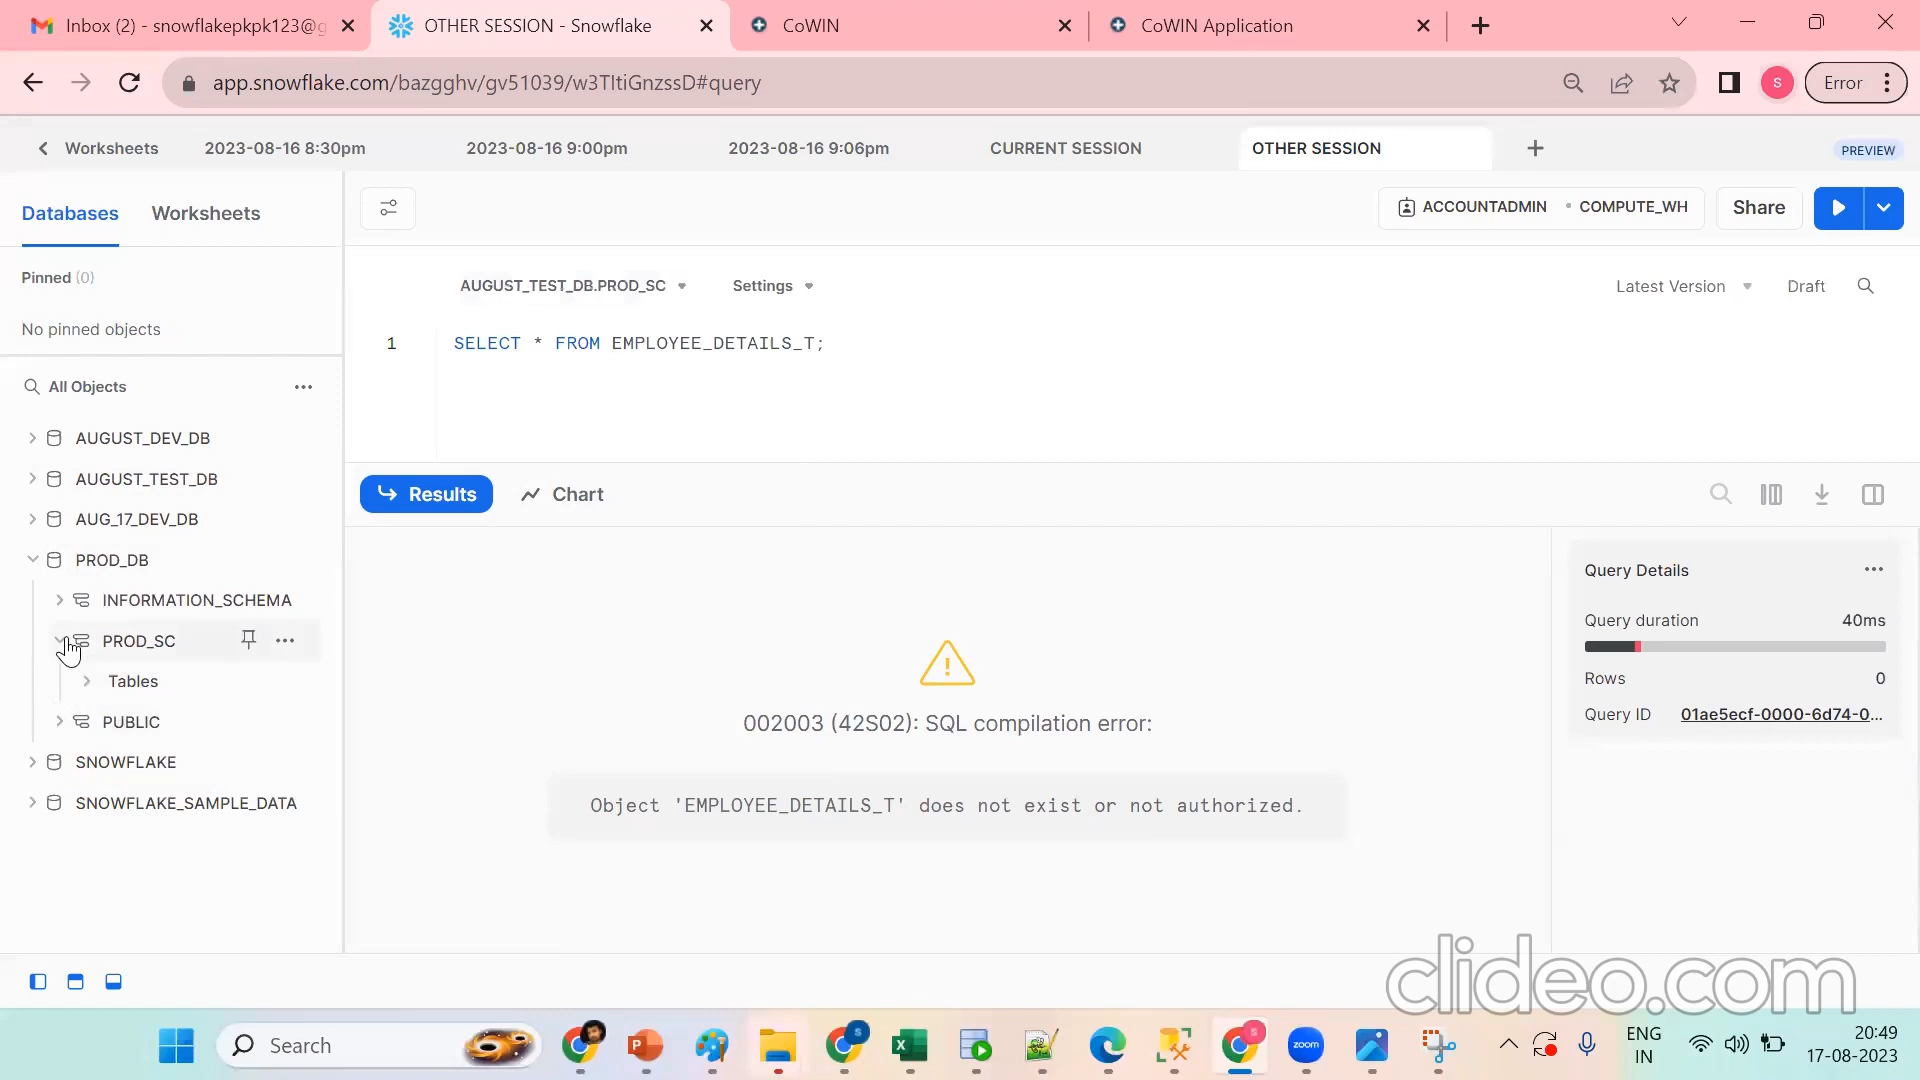 Inbox (2) - snowflakepkpk123@g
OTHER SESSION - Snowflake
CoWIN
CoWIN Application
app.snowflake.com/bazgghv/gv51039/w3TItiGnzssD#query
S
Error
Worksheets
2023-08-16 8:30pm
2023-08-16 9:00pm
2023-08-16 9:06pm
CURRENT SESSION
OTHER SESSION
PREVIEW
Databases
Worksheets
ACCOUNTADMIN
COMPUTE_WH
Share
Pinned (0)
No pinned objects
AUGUST_TEST_DB.PROD_SC
Settings
Latest Version
Draft
1
SELECT * FROM EMPLOYEE_DETAILS_T;
All Objects
AUGUST_DEV_DB
AUGUST_TEST_DB
AUG_17_DEV_DB
PROD_DB
INFORMATION_SCHEMA
PROD_SC
Tables
PUBLIC
SNOWFLAKE
SNOWFLAKE_SAMPLE_DATA
Results
Chart
002003 (42S02): SQL compilation error:
Object 'EMPLOYEE_DETAILS_T' does not exist or not authorized.
Query Details
Query duration
40ms
Rows
0
Query ID
01ae5ecf-0000-6d74-0...
clideo.com
Search
P
S
X
S
zoom
ENG
IN
20:49
17-08-2023